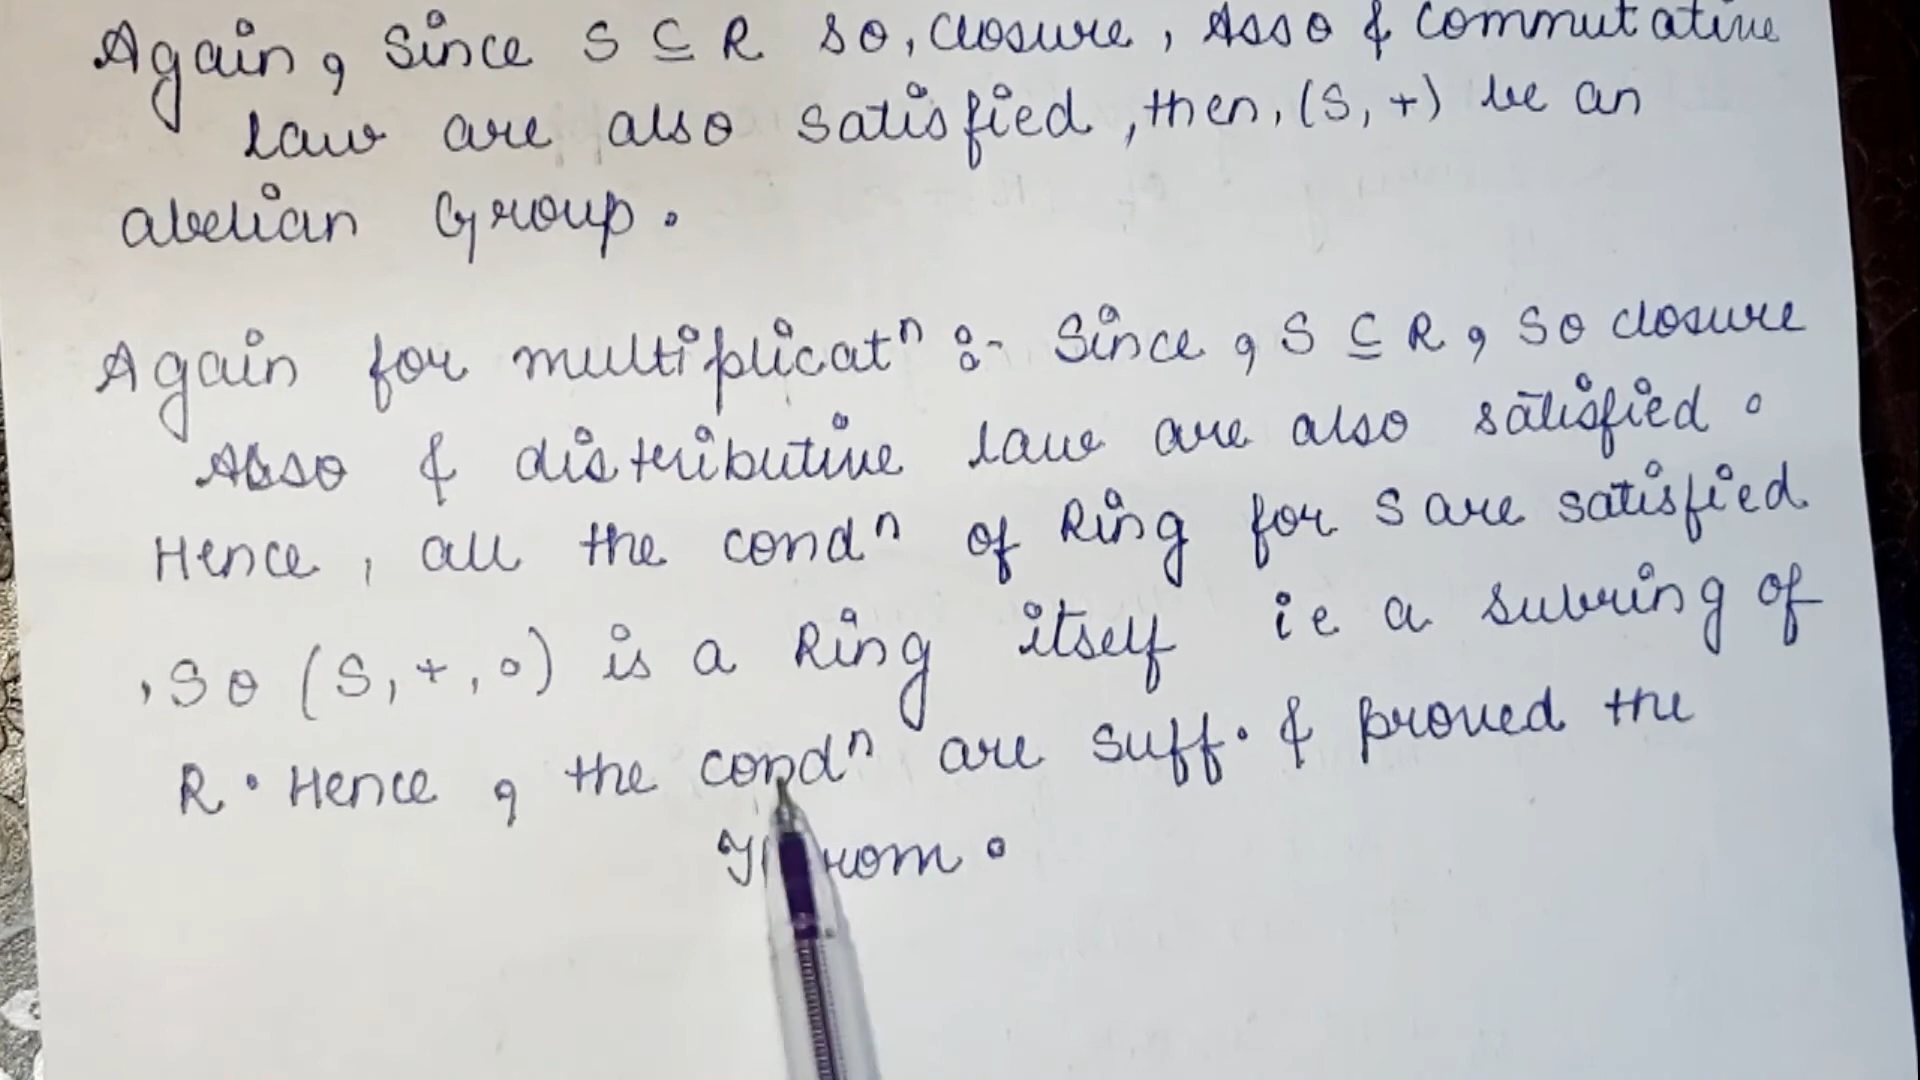 Again, Since S ⊆ R so, closure, Asso & commutative
law are also satisfied, then, (S, +) be an
abelian Group.
Again for multiplicatⁿ :- Since, S ⊆ R, So closure
Asso & distributive law are also satisfied.
Hence, all the condⁿ of Ring for S are satisfied
, So (S, +, ∘) is a Ring itself ie a subring of
R. Hence, the condⁿ are suff. & proved the